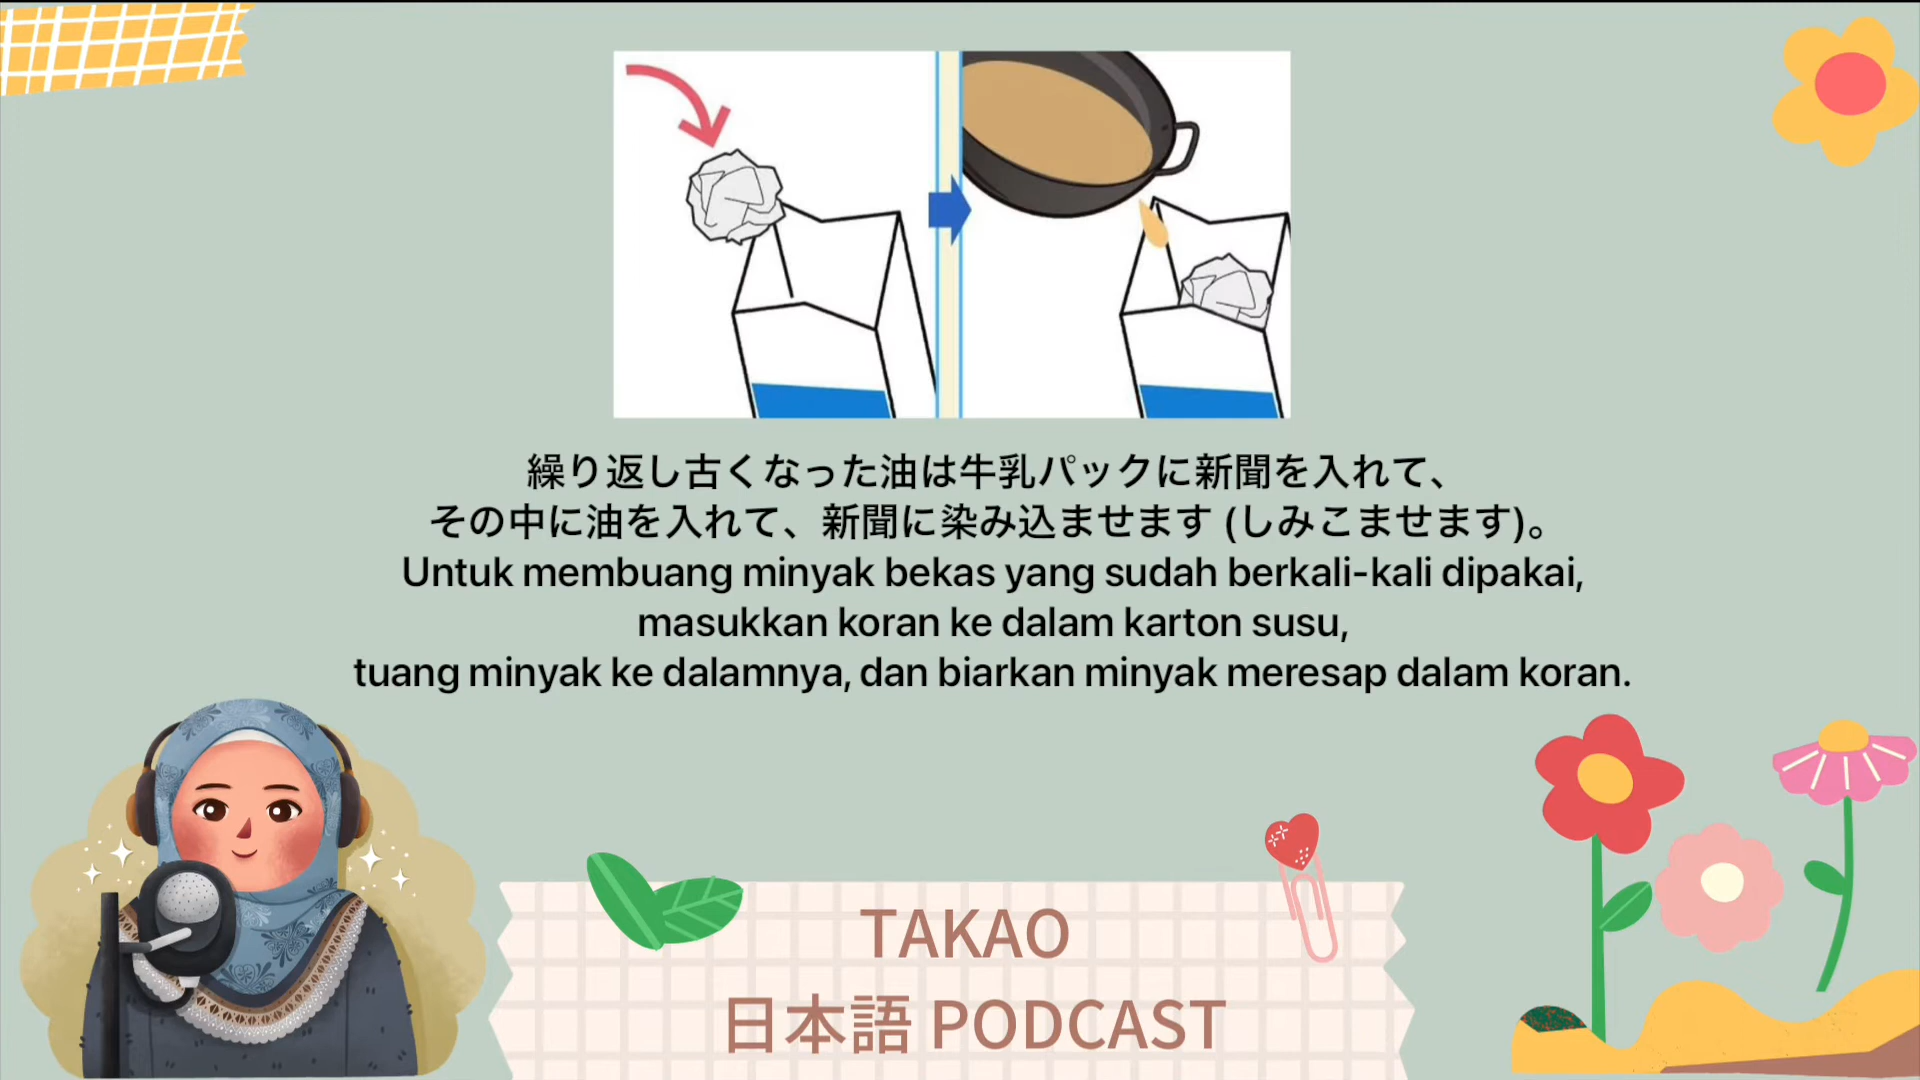 繰り返し古くなった油は牛乳パックに新聞を入れて、
その中に油を入れて、新聞に染み込ませます (しみこませます)。
Untuk membuang minyak bekas yang sudah berkali-kali dipakai,
masukkan koran ke dalam karton susu,
tuang minyak ke dalamnya, dan biarkan minyak meresap dalam koran.
TAKAO
日本語 PODCAST